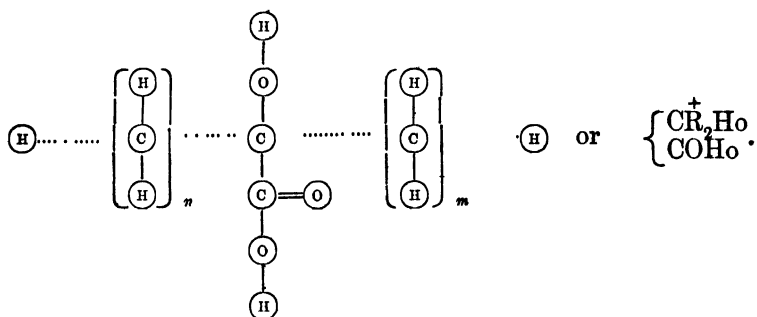 H
O
H H
H C C C H or { CR̟₂Ho
COHo.
H C O H
n m
O
H